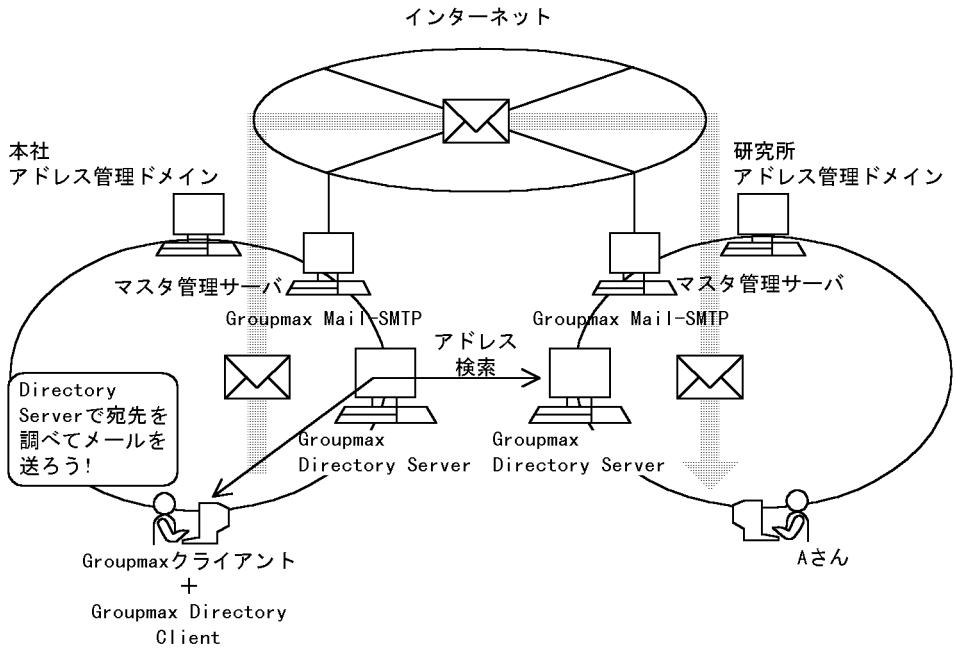 インターネット
本社
アドレス管理ドメイン
研究所
アドレス管理ドメイン
マスタ管理サーバ
マスタ管理サーバ
Groupmax Mail-SMTP
Groupmax Mail-SMTP
アドレス
検索
Directory
Serverで宛先を
調べてメールを
送ろう!
Groupmax
Directory Server
Groupmax
Directory Server
Groupmaxクライアント
+
Groupmax Directory
Client
Aさん